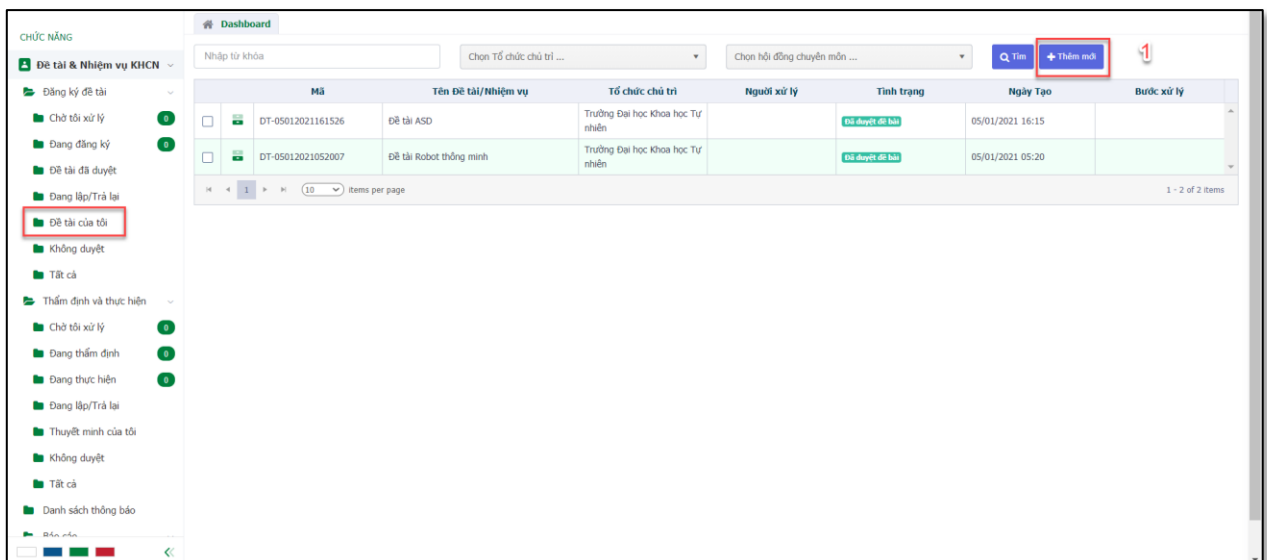 CHỨC NĂNG
Đề tài & Nhiệm vụ KHCN
Đăng ký đề tài
Chờ tôi xử lý 0
Đang đăng ký 0
Đề tài đã duyệt
Đang lập/Trả lại
Đề tài của tôi
Không duyệt
Tất cả
Thẩm định và thực hiện
Chờ tôi xử lý 0
Đang thẩm định 0
Đang thực hiện 0
Đang lập/Trả lại
Thuyết minh của tôi
Không duyệt
Tất cả
Danh sách thông báo
Báo cáo
Dashboard
Nhập từ khóa Chọn Tổ chức chủ trì ... Chọn hội đồng chuyên môn ... Tìm Thêm mới 1
Mã Tên Đề tài/Nhiệm vụ Tổ chức chủ trì Người xử lý Tình trạng Ngày Tạo Bước xử lý
DT-05012021161526 Đề tài ASD Trường Đại học Khoa học Tự Đã duyệt đề bài 05/01/2021 16:15
nhiên
DT-05012021052007 Đề tài Robot thông minh Trường Đại học Khoa học Tự Đã duyệt đề bài 05/01/2021 05:20
nhiên
1 10 items per page 1 - 2 of 2 items